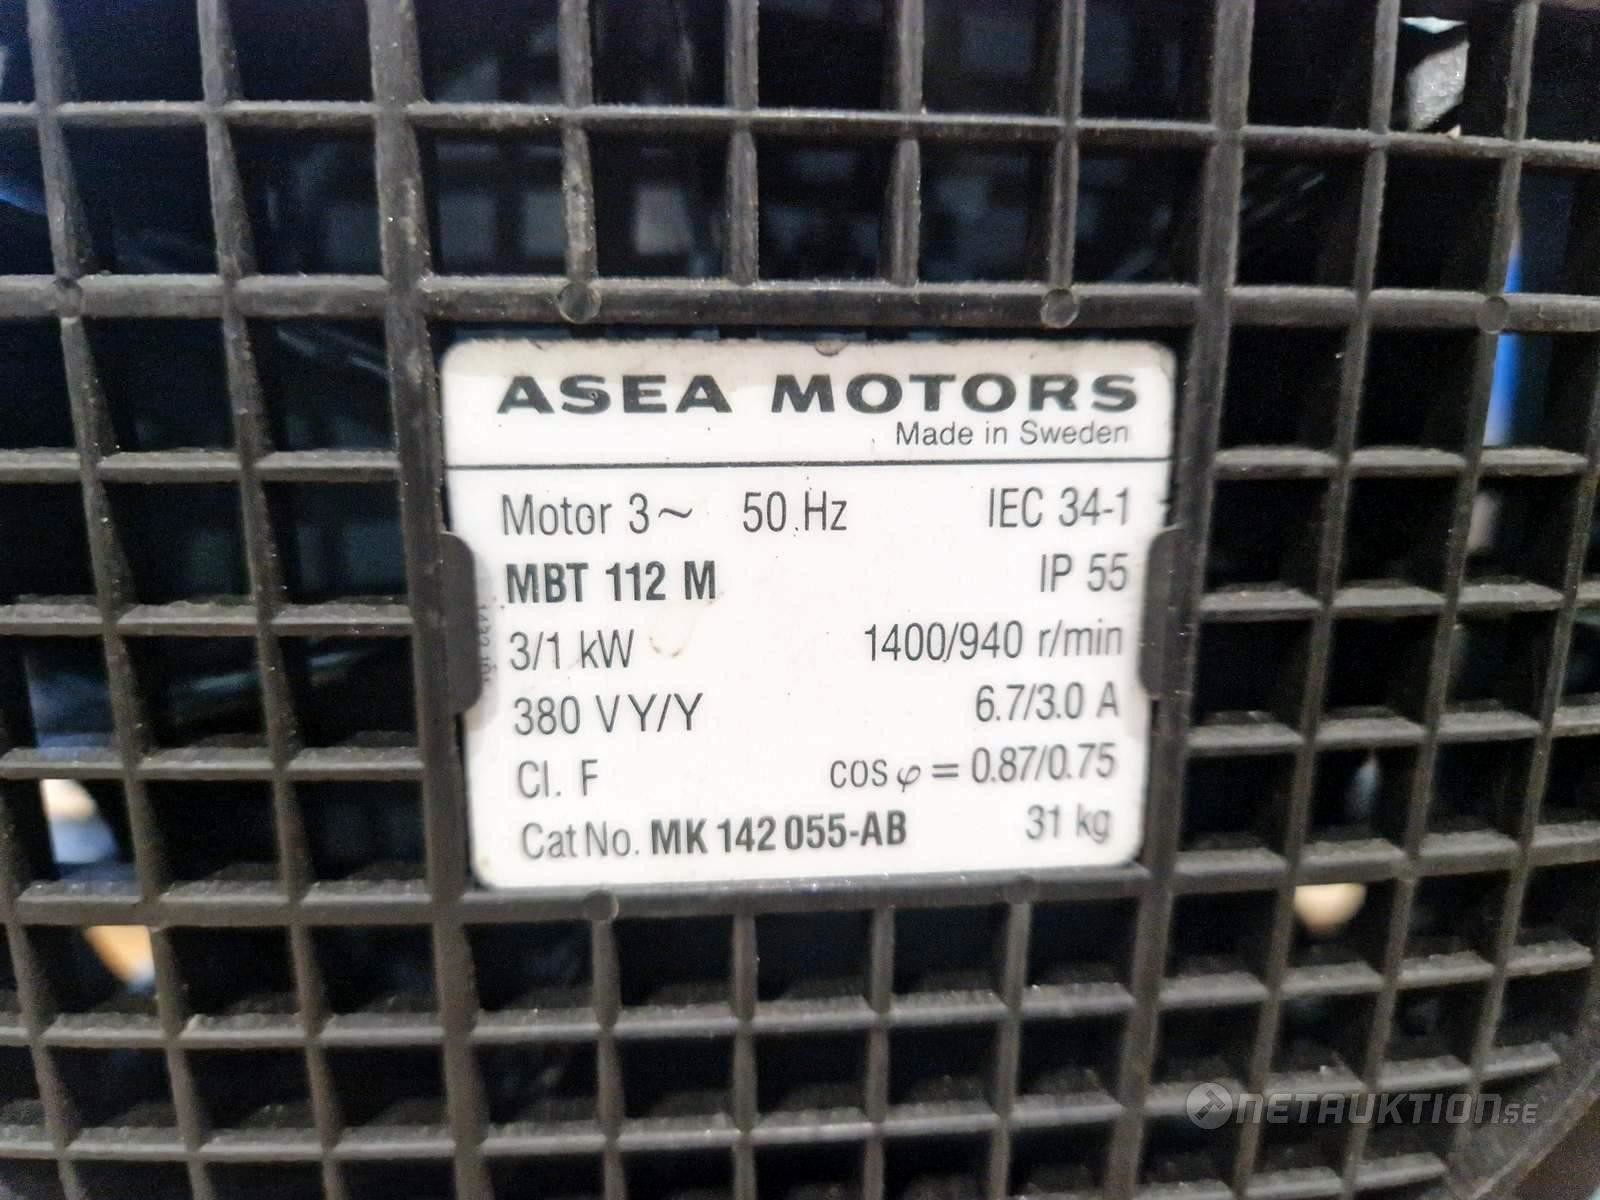 ASEA MOTORS
Made in Sweden
Motor 3~ 50 Hz IEC 34-1
MBT 112 M IP 55
3/1 kW 1400/940 r/min
380 V Y/Y 6.7/3.0 A
Cl. F cos φ = 0.87/0.75
Cat No. MK 142 055-AB 31 kg
NETAUKTION.SE